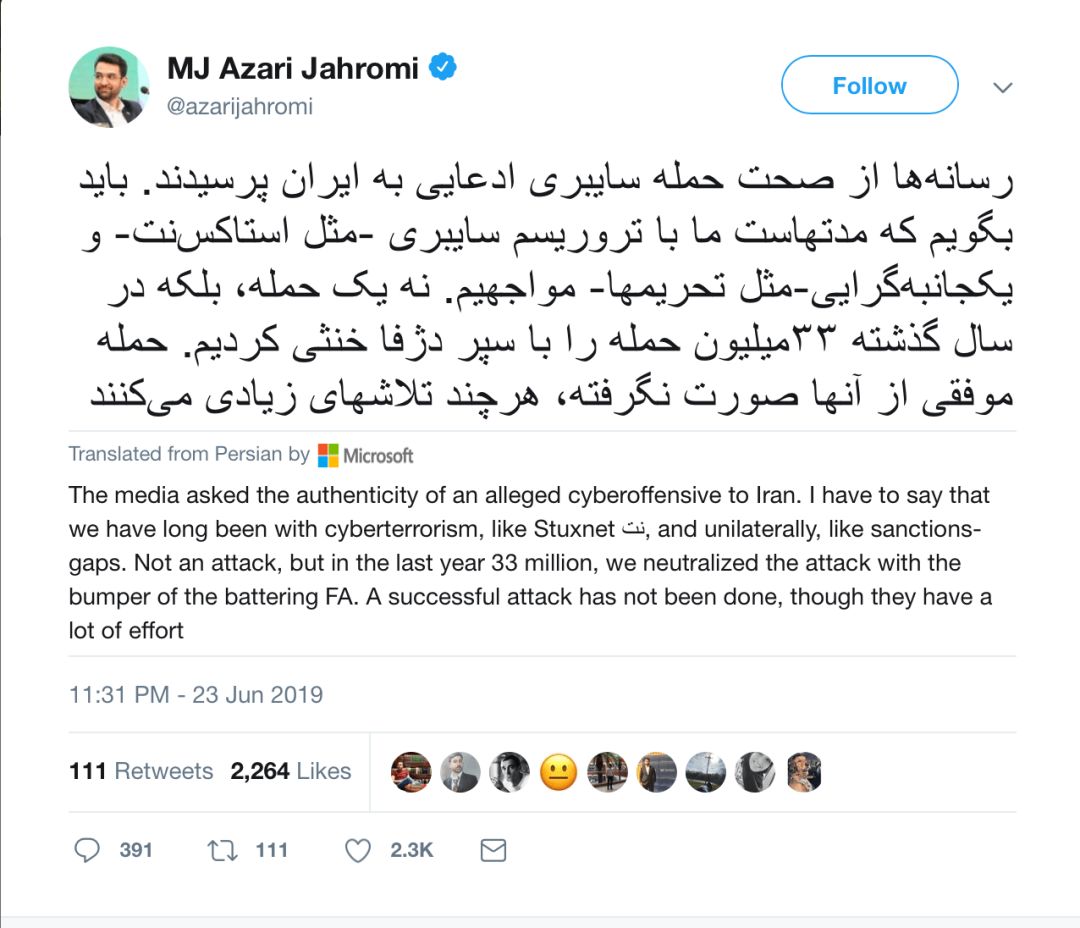 MJ Azari Jahromi
@azarijahromi
Follow
رسانه‌ها از صحت حمله سایبری ادعایی به ایران پرسیدند. باید
بگویم که مدتهاست ما با تروریسم سایبری -مثل استاکس‌نت- و
یکجانبه‌گرایی-مثل تحریمها- مواجهیم. نه یک حمله، بلکه در
سال گذشته ۳۳میلیون حمله را با سپر دژفا خنثی کردیم. حمله
موفقی از آنها صورت نگرفته، هرچند تلاشهای زیادی می‌کنند
Translated from Persian by Microsoft
The media asked the authenticity of an alleged cyberoffensive to Iran. I have to say that
we have long been with cyberterrorism, like Stuxnet نت, and unilaterally, like sanctions-
gaps. Not an attack, but in the last year 33 million, we neutralized the attack with the
bumper of the battering FA. A successful attack has not been done, though they have a
lot of effort
11:31 PM - 23 Jun 2019
111 Retweets 2,264 Likes
391 111 2.3K